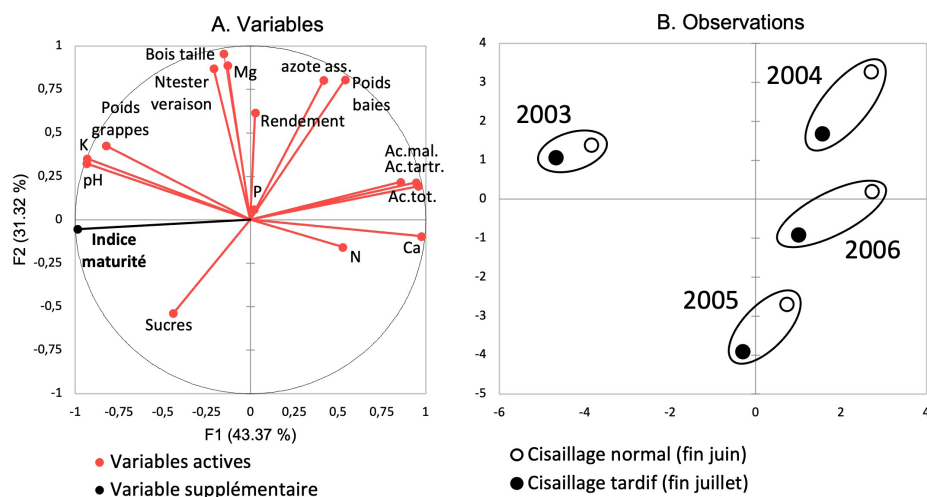 A. Variables
1
0,75
0,5
0,25
0
-0,25
-0,5
-0,75
-1
-1
-0,75
-0,5
-0,25
0
0,25
0,5
0,75
1
F2 (31.32 %)
F1 (43.37 %)
Bois taille
Mg
Ntester
veraison
azote ass.
Poids
baies
Poids
grappes
Rendement
K
pH
Ac.mal.
Ac.tartr.
Ac.tot.
P
Indice
maturité
N
Ca
Sucres
Variables actives
Variable supplémentaire
B. Observations
4
3
2
1
0
-1
-2
-3
-4
-5
-6
-4
-2
0
2
4
2004
2003
2006
2005
Cisaillage normal (fin juin)
Cisaillage tardif (fin juillet)